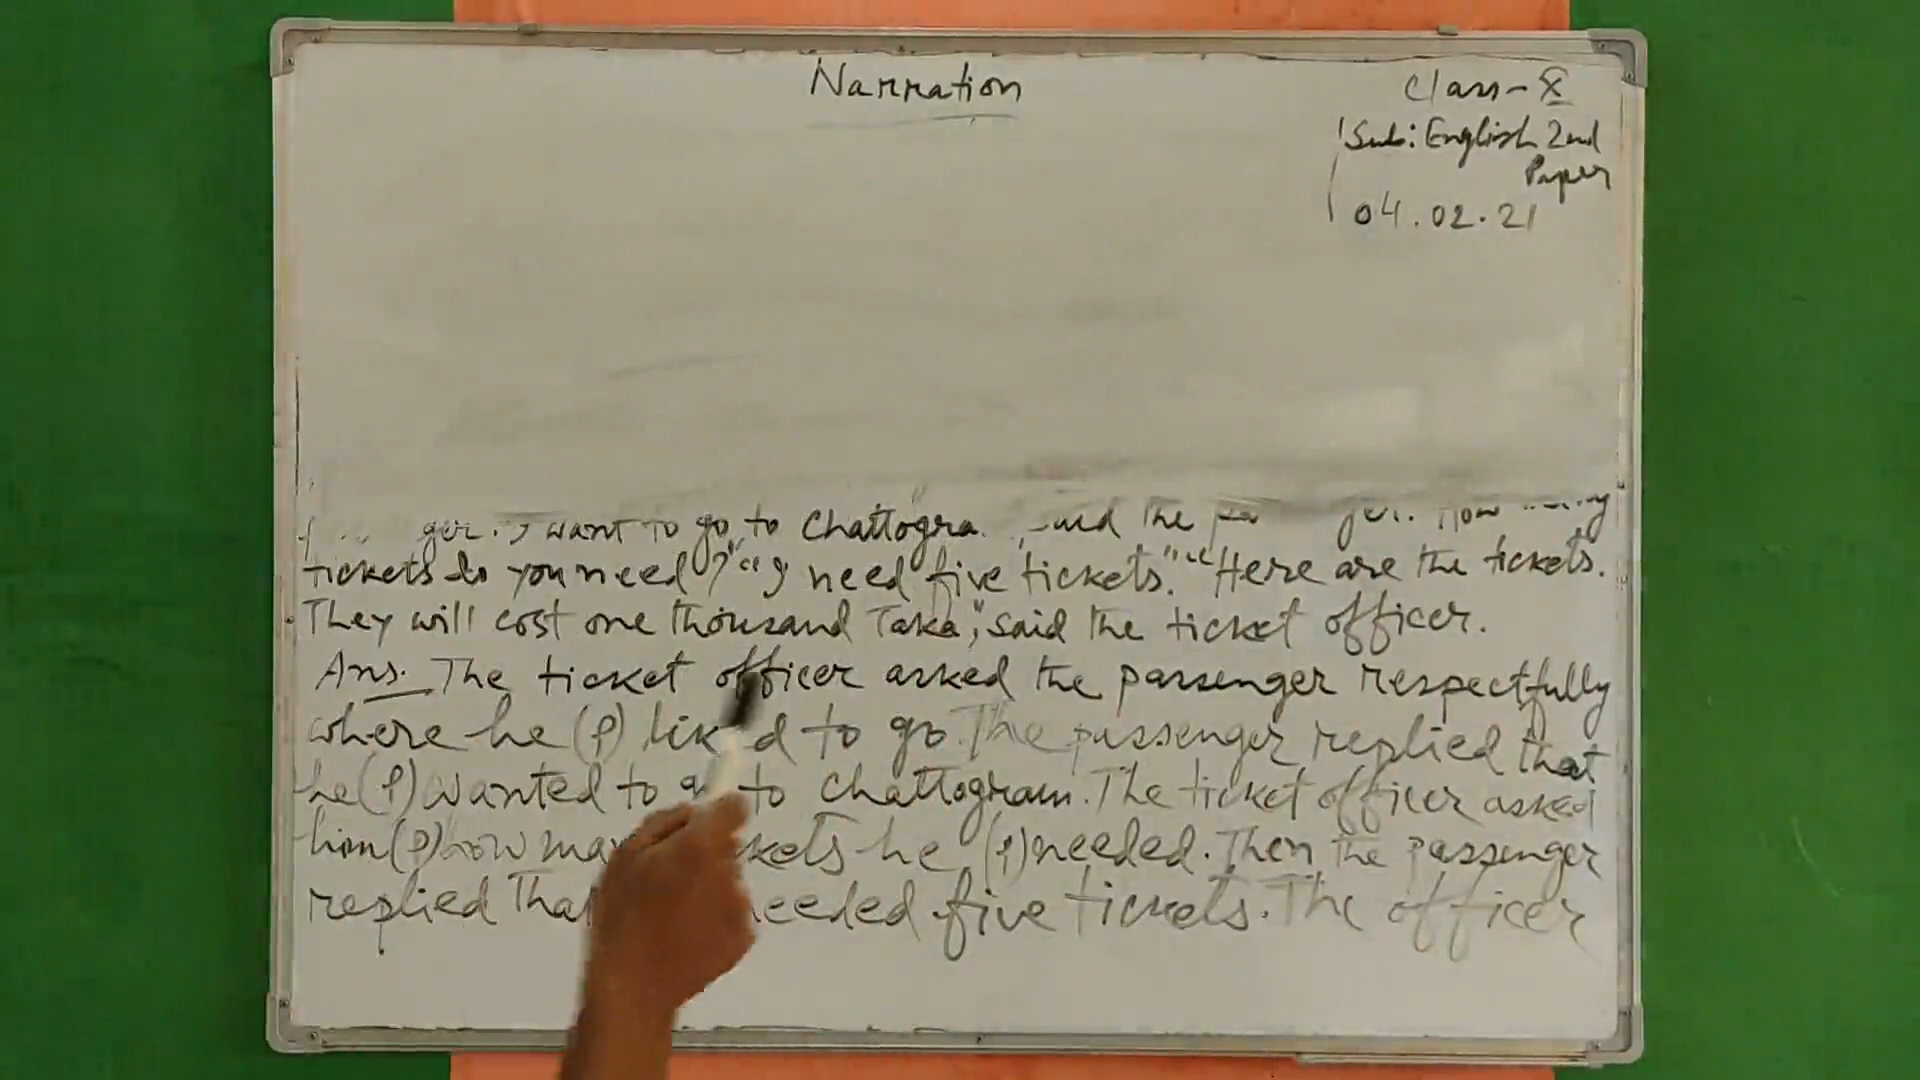 Narration
Class-X
Sub: English 2nd
Paper
04.02.21
want to go to Chattogra said the How
tickets do you need?" "I need five tickets." "Here are the tickets.
They will cost one thousand Taka", said the ticket officer.
Ans. The ticket officer asked the passenger respectfully
where he (P) liked to go. The passenger replied that
he (P) wanted to go to Chattogram. The ticket officer asked
him (P) how many he (P) needed. Then the passenger
replied that needed five tickets. The officer